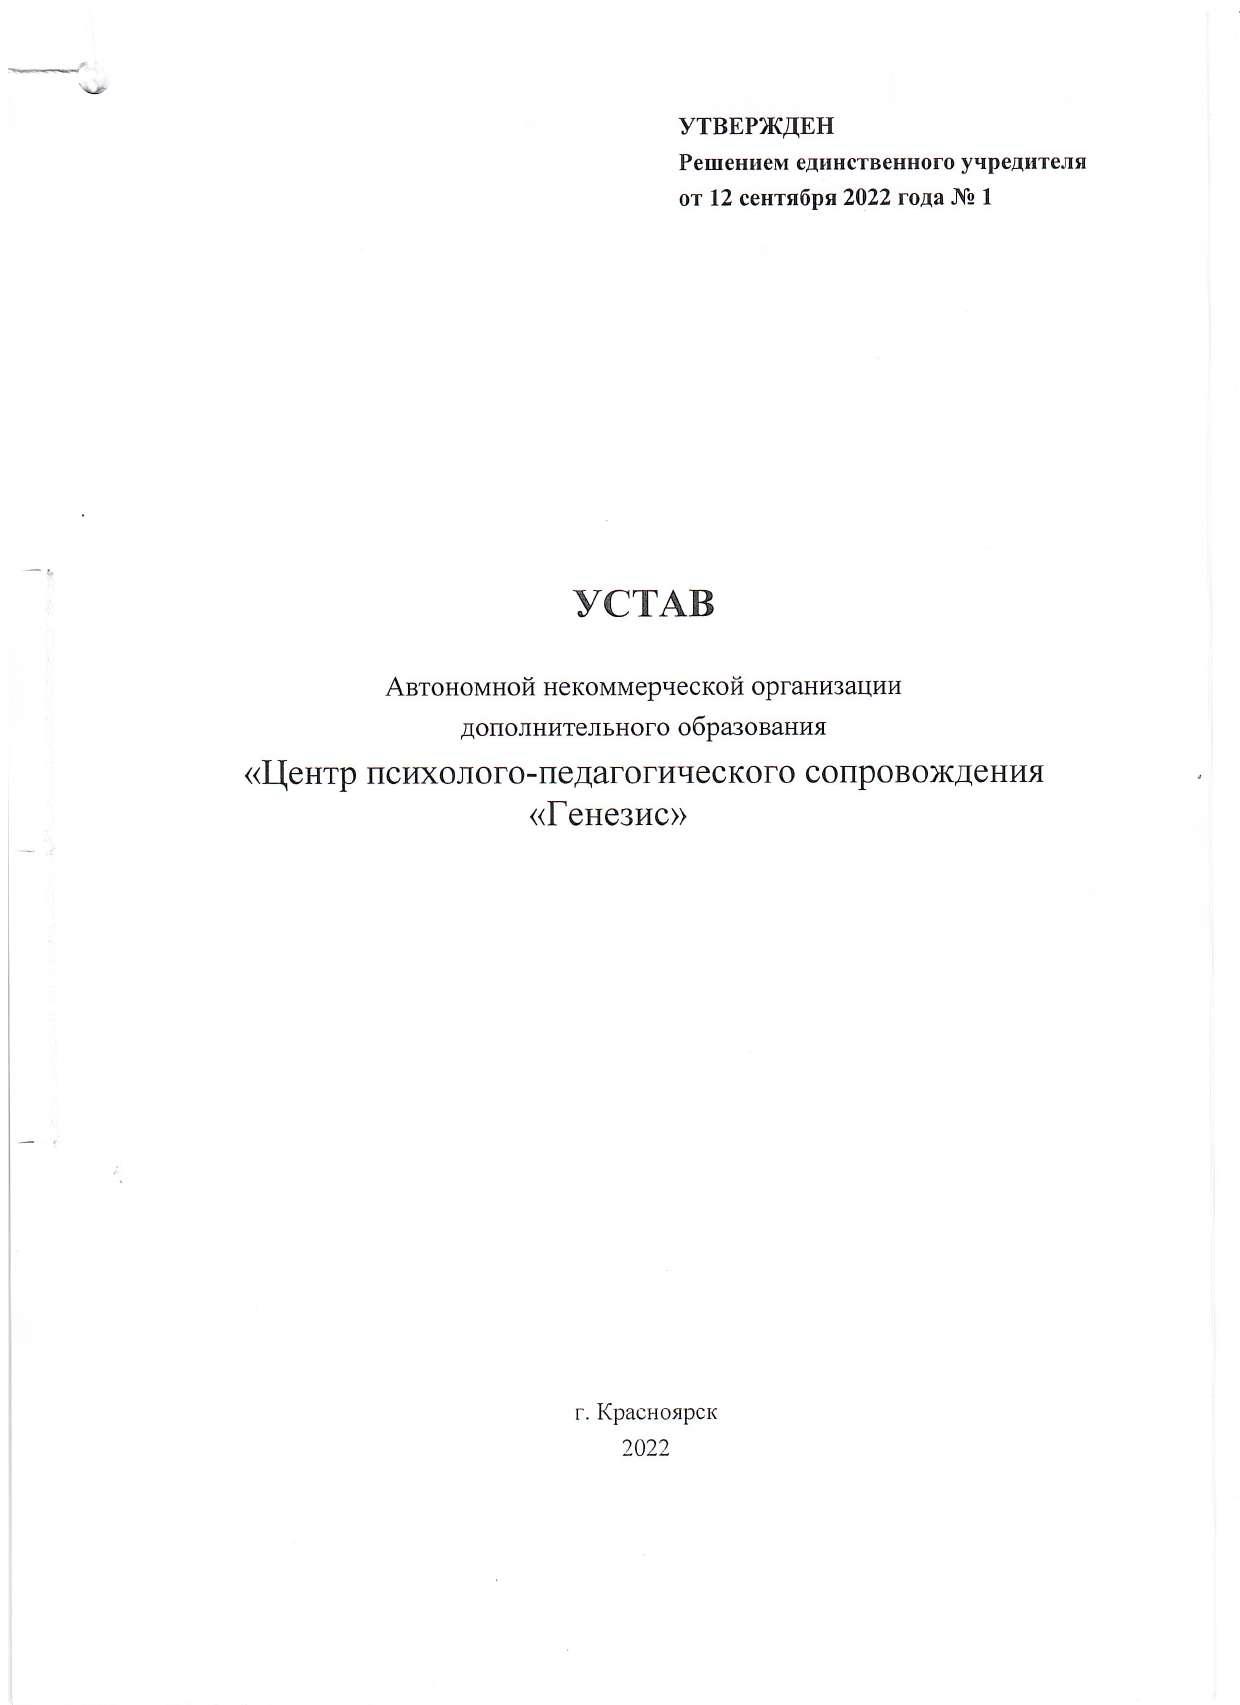 УТВЕРЖДЕН
Решением единственного учредителя
от 12 сентября 2022 года № 1
УСТАВ
Автономной некоммерческой организации
дополнительного образования
«Центр психолого-педагогического сопровождения
«Генезис»
г. Красноярск
2022